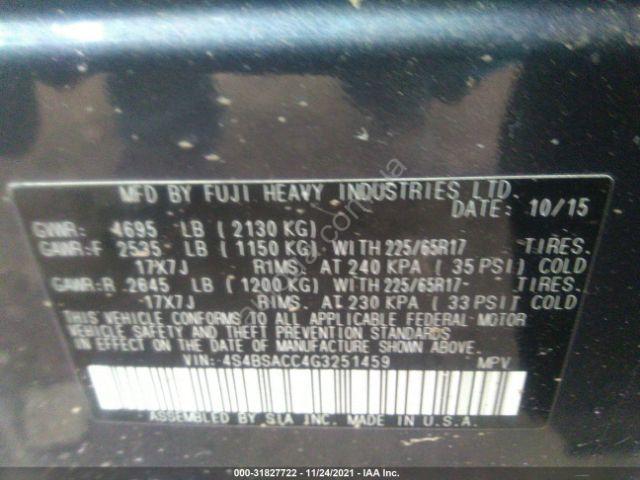 MFD BY FUJI HEAVY INDUSTRIES LTD.
DATE: 10/15
GVWR: 4695 LB ( 2130 KG)
GAWR:F 2535 LB ( 1150 KG) WITH 225/65R17 TIRES.
17X7J RIMS. AT 240 KPA ( 35 PSI) COLD
GAWR:R 2645 LB ( 1200 KG) WITH 225/65R17 TIRES.
17X7J RIMS. AT 230 KPA ( 33 PSI) COLD
THIS VEHICLE CONFORMS TO ALL APPLICABLE FEDERAL MOTOR
VEHICLE SAFETY AND THEFT PREVENTION STANDARDS
IN EFFECT ON THE DATE OF MANUFACTURE SHOWN ABOVE.
VIN: 4S4BSACC4G3251459 MPV
ASSEMBLED BY SIA INC. MADE IN U.S.A.
000-31827722 - 11/24/2021 - IAA Inc.